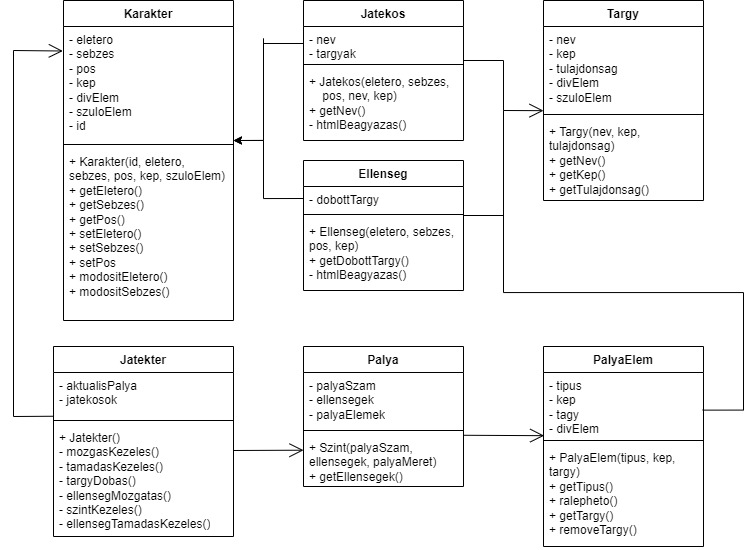 Karakter
- eletero
- sebzes
- pos
- kep
- divElem
- szuloElem
- id
+ Karakter(id, eletero,
sebzes, pos, kep, szuloElem)
+ getEletero()
+ getSebzes()
+ getPos()
+ setEletero()
+ setSebzes()
+ setPos
+ modositEletero()
+ modositSebzes()
Jatekos
- nev
- targyak
+ Jatekos(eletero, sebzes,
pos, nev, kep)
+ getNev()
- htmlBeagyazas()
Targy
- nev
- kep
- tulajdonsag
- divElem
- szuloElem
+ Targy(nev, kep,
tulajdonsag)
+ getNev()
+ getKep()
+ getTulajdonsag()
Ellenseg
- dobottTargy
+ Ellenseg(eletero, sebzes,
pos, kep)
+ getDobottTargy()
- htmlBeagyazas()
Jatekter
- aktualisPalya
- jatekosok
+ Jatekter()
- mozgasKezeles()
- tamadasKezeles()
- targyDobas()
- ellensegMozgatas()
- szintKezeles()
- ellensegTamadasKezeles()
Palya
- palyaSzam
- ellensegek
- palyaElemek
+ Szint(palyaSzam,
ellensegek, palyaMeret)
+ getEllensegek()
PalyaElem
- tipus
- kep
- tagy
- divElem
+ PalyaElem(tipus, kep,
targy)
+ getTipus()
+ ralepheto()
+ getTargy()
+ removeTargy()